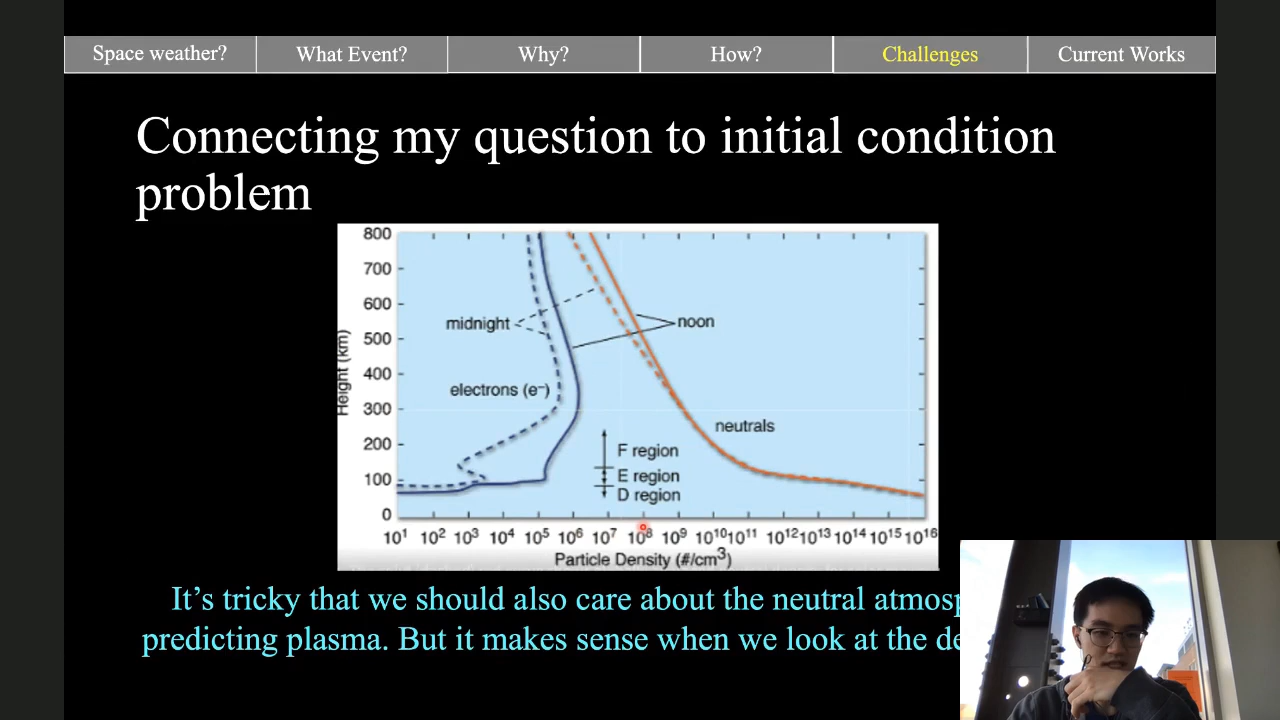 Space weather? What Event? Why? How? Challenges Current Works
Connecting my question to initial condition
problem
800
700
600
500
400
300
200
100
0
Height (km)
midnight
noon
electrons (e⁻)
neutrals
F region
E region
D region
10¹ 10² 10³ 10⁴ 10⁵ 10⁶ 10⁷ 10⁸ 10⁹ 10¹⁰ 10¹¹ 10¹² 10¹³ 10¹⁴ 10¹⁵ 10¹⁶
Particle Density (#/cm³)
It's tricky that we should also care about the neutral
predicting plasma. But it makes sense when we look at the